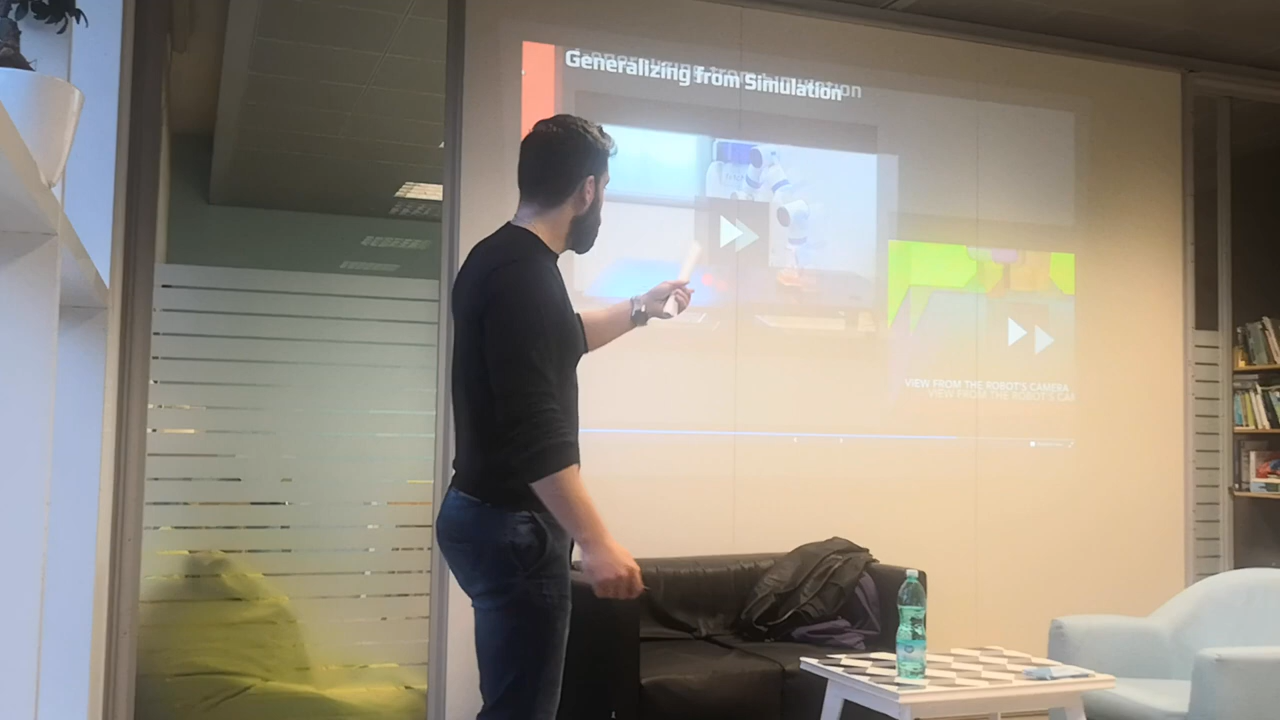 Generalizing from Simulation
VIEW FROM THE ROBOT'S CAMERA